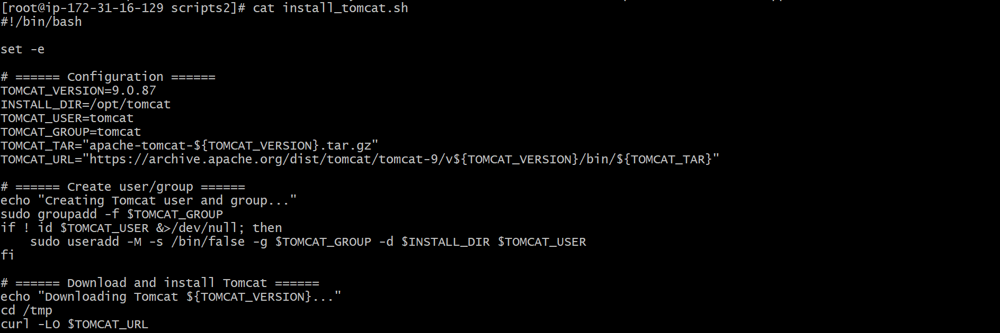 [root@ip-172-31-16-129 scripts2]# cat install_tomcat.sh
#!/bin/bash
set -e
# ====== Configuration ======
TOMCAT_VERSION=9.0.87
INSTALL_DIR=/opt/tomcat
TOMCAT_USER=tomcat
TOMCAT_GROUP=tomcat
TOMCAT_TAR="apache-tomcat-${TOMCAT_VERSION}.tar.gz"
TOMCAT_URL="https://archive.apache.org/dist/tomcat/tomcat-9/v${TOMCAT_VERSION}/bin/${TOMCAT_TAR}"
# ====== Create user/group ======
echo "Creating Tomcat user and group..."
sudo groupadd -f $TOMCAT_GROUP
if ! id $TOMCAT_USER &>/dev/null; then
    sudo useradd -M -s /bin/false -g $TOMCAT_GROUP -d $INSTALL_DIR $TOMCAT_USER
fi
# ====== Download and install Tomcat ======
echo "Downloading Tomcat ${TOMCAT_VERSION}..."
cd /tmp
curl -LO $TOMCAT_URL